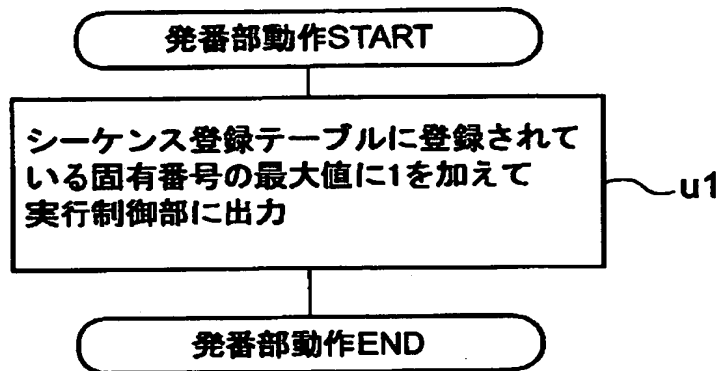 発番部動作START
シーケンス登録テーブルに登録されて
いる固有番号の最大値に1を加えて
実行制御部に出力
u1
発番部動作END